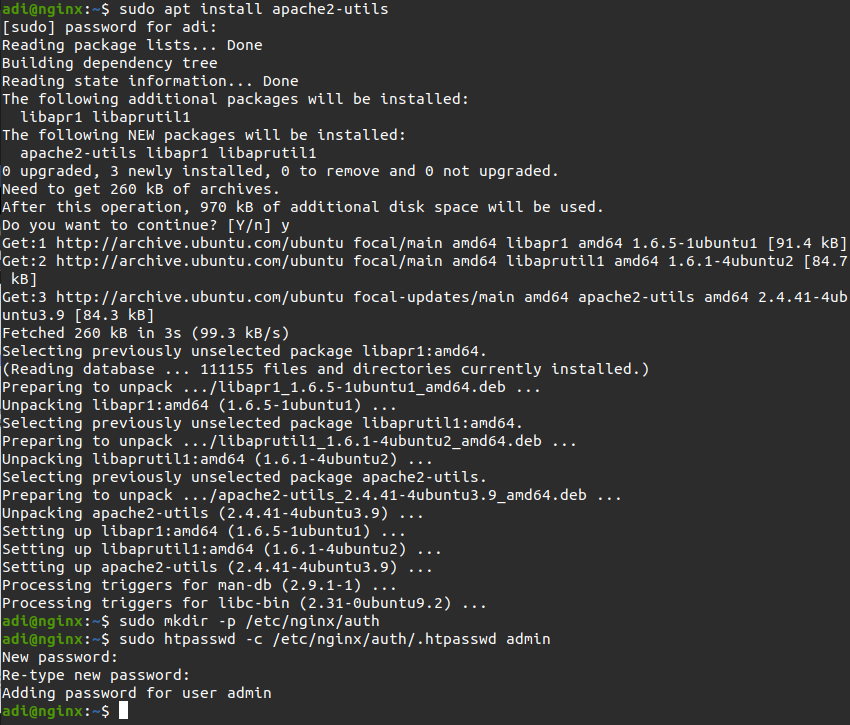 adi@nginx:~$ sudo apt install apache2-utils
[sudo] password for adi:
Reading package lists... Done
Building dependency tree
Reading state information... Done
The following additional packages will be installed:
  libapr1 libaprutil1
The following NEW packages will be installed:
  apache2-utils libapr1 libaprutil1
0 upgraded, 3 newly installed, 0 to remove and 0 not upgraded.
Need to get 260 kB of archives.
After this operation, 970 kB of additional disk space will be used.
Do you want to continue? [Y/n] y
Get:1 http://archive.ubuntu.com/ubuntu focal/main amd64 libapr1 amd64 1.6.5-1ubuntu1 [91.4 kB]
Get:2 http://archive.ubuntu.com/ubuntu focal/main amd64 libaprutil1 amd64 1.6.1-4ubuntu2 [84.7
 kB]
Get:3 http://archive.ubuntu.com/ubuntu focal-updates/main amd64 apache2-utils amd64 2.4.41-4ub
untu3.9 [84.3 kB]
Fetched 260 kB in 3s (99.3 kB/s)
Selecting previously unselected package libapr1:amd64.
(Reading database ... 111155 files and directories currently installed.)
Preparing to unpack .../libapr1_1.6.5-1ubuntu1_amd64.deb ...
Unpacking libapr1:amd64 (1.6.5-1ubuntu1) ...
Selecting previously unselected package libaprutil1:amd64.
Preparing to unpack .../libaprutil1_1.6.1-4ubuntu2_amd64.deb ...
Unpacking libaprutil1:amd64 (1.6.1-4ubuntu2) ...
Selecting previously unselected package apache2-utils.
Preparing to unpack .../apache2-utils_2.4.41-4ubuntu3.9_amd64.deb ...
Unpacking apache2-utils (2.4.41-4ubuntu3.9) ...
Setting up libapr1:amd64 (1.6.5-1ubuntu1) ...
Setting up libaprutil1:amd64 (1.6.1-4ubuntu2) ...
Setting up apache2-utils (2.4.41-4ubuntu3.9) ...
Processing triggers for man-db (2.9.1-1) ...
Processing triggers for libc-bin (2.31-0ubuntu9.2) ...
adi@nginx:~$ sudo mkdir -p /etc/nginx/auth
adi@nginx:~$ sudo htpasswd -c /etc/nginx/auth/.htpasswd admin
New password:
Re-type new password:
Adding password for user admin
adi@nginx:~$